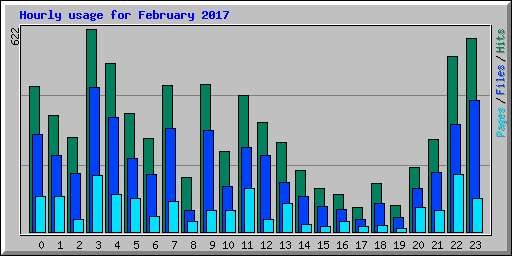 Hourly usage for February 2017
622
Pages/Files/Hits
0 1 2 3 4 5 6 7 8 9 10 11 12 13 14 15 16 17 18 19 20 21 22 23